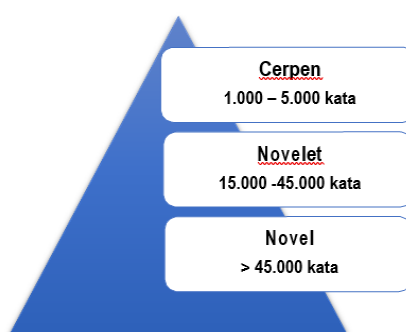 Cerpen
1.000 – 5.000 kata
Novelet
15.000 -45.000 kata
Novel
> 45.000 kata